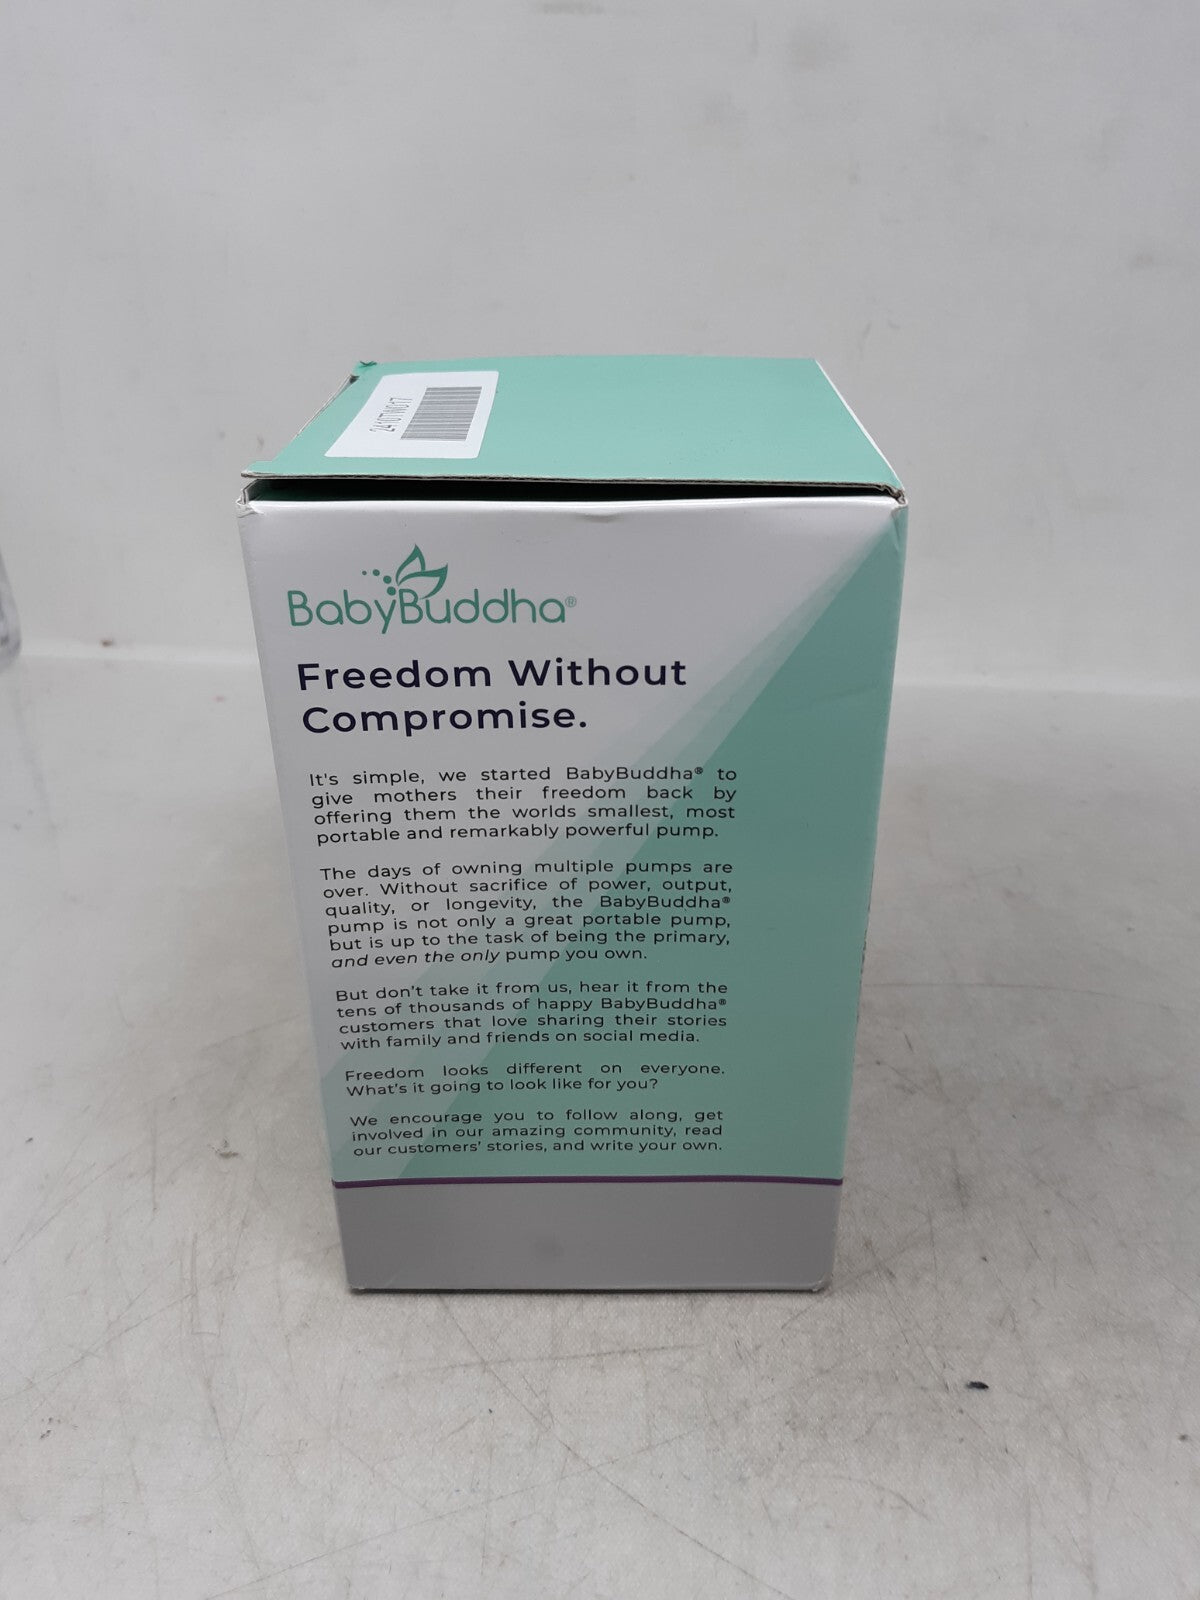 2410TW017
BabyBuddha®
Freedom Without
Compromise.
It's simple, we started BabyBuddha® to
give mothers their freedom back by
offering them the worlds smallest, most
portable and remarkably powerful pump.
The days of owning multiple pumps are
over. Without sacrifice of power, output,
quality, or longevity, the BabyBuddha®
pump is not only a great portable pump,
but is up to the task of being the primary,
and even the only pump you own.
But don't take it from us, hear it from the
tens of thousands of happy BabyBuddha®
customers that love sharing their stories
with family and friends on social media.
Freedom looks different on everyone.
What's it going to look like for you?
We encourage you to follow along, get
involved in our amazing community, read
our customers' stories, and write your own.